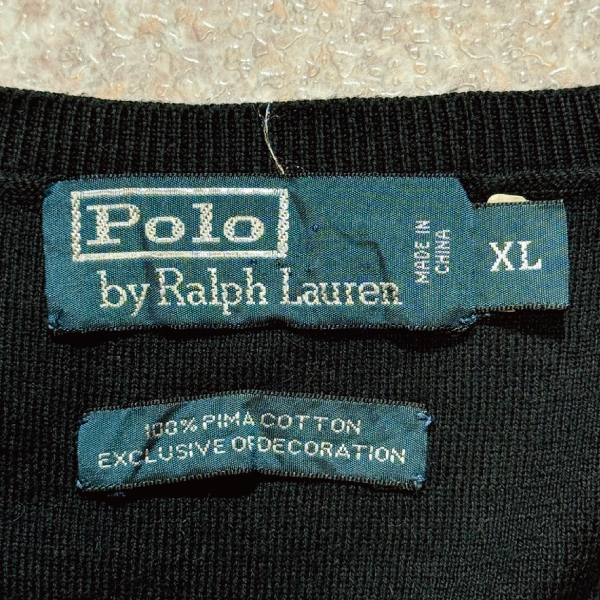 Polo
by Ralph Lauren
MADE IN
CHINA
XL
100% PIMA COTTON
EXCLUSIVE OF DECORATION